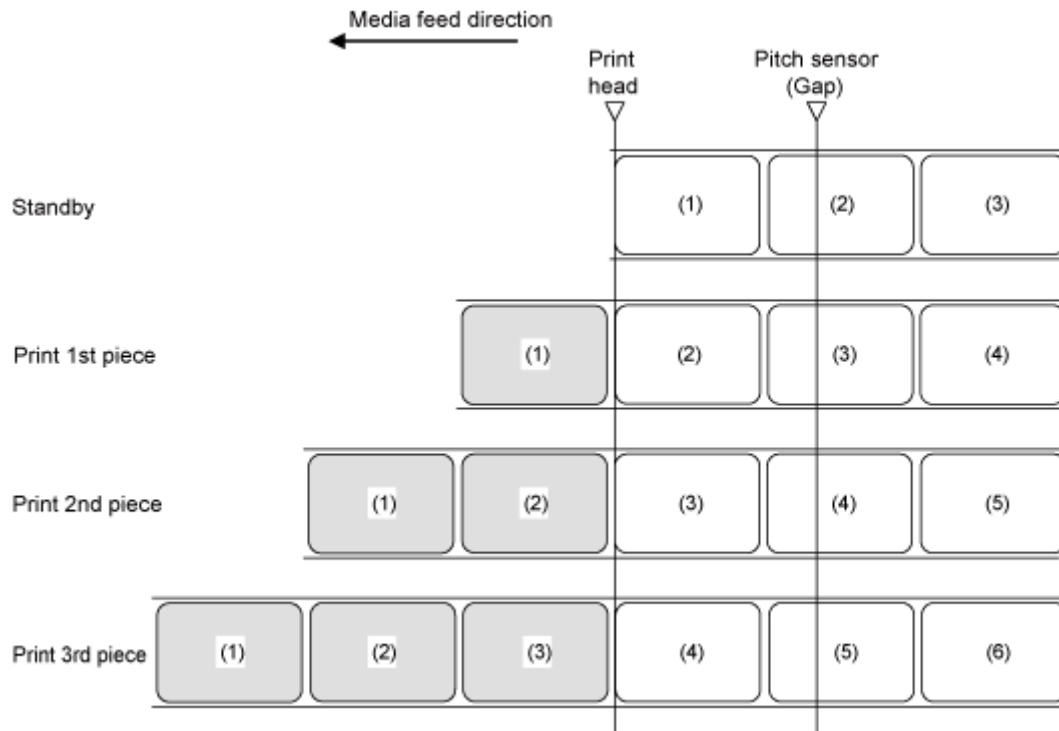 Media feed direction
Print
head
Pitch sensor
(Gap)
Standby
(1)
(2)
(3)
Print 1st piece
(1)
(2)
(3)
(4)
Print 2nd piece
(1)
(2)
(3)
(4)
(5)
Print 3rd piece
(1)
(2)
(3)
(4)
(5)
(6)